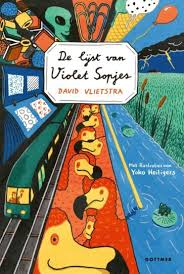 De lijst van
Violet Sopjes
DAVID VLIETSTRA
Met illustraties van
Yoko Heiligers
GOTTMER